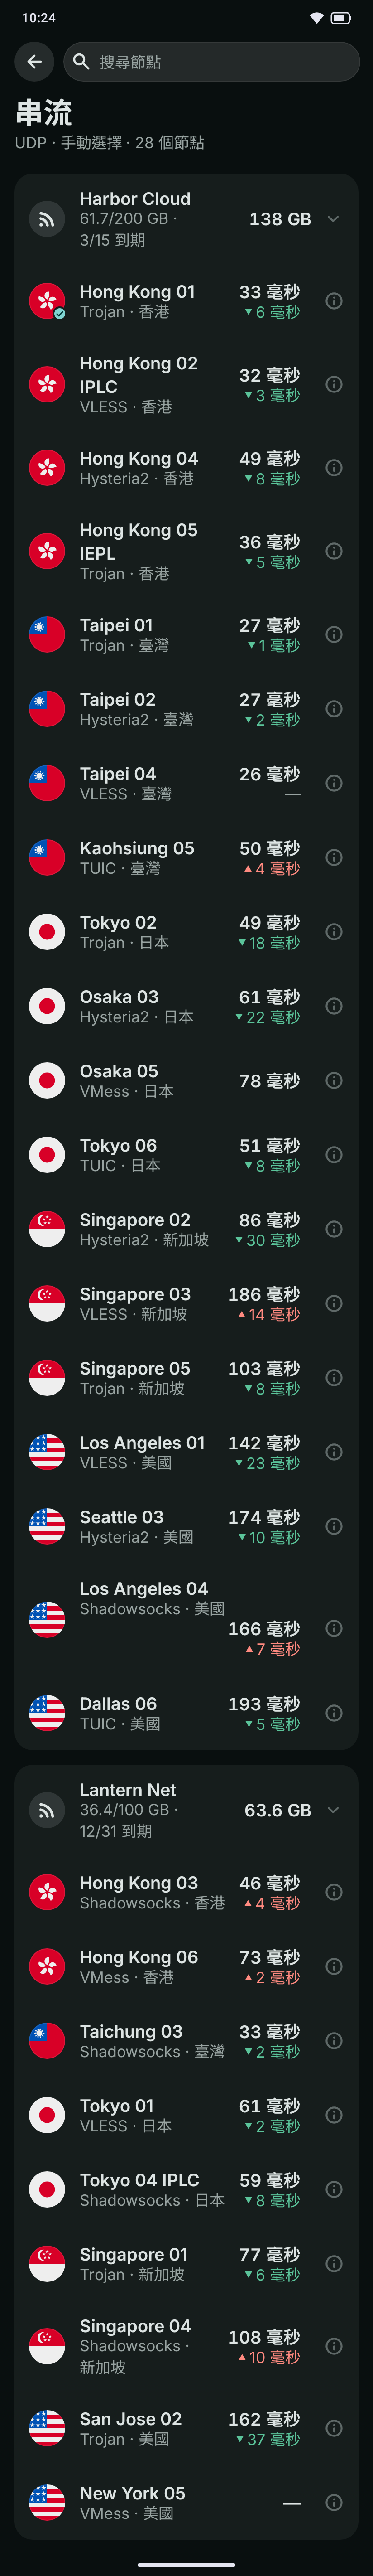 10:24
搜尋節點
串流
UDP · 手動選擇 · 28 個節點
Harbor Cloud
61.7/200 GB ·
3/15 到期
138 GB
Hong Kong 01
Trojan · 香港
33 毫秒
▼6 毫秒
Hong Kong 02
IPLC
VLESS · 香港
32 毫秒
▼3 毫秒
Hong Kong 04
Hysteria2 · 香港
49 毫秒
▼8 毫秒
Hong Kong 05
IEPL
Trojan · 香港
36 毫秒
▼5 毫秒
Taipei 01
Trojan · 臺灣
27 毫秒
▼1 毫秒
Taipei 02
Hysteria2 · 臺灣
27 毫秒
▼2 毫秒
Taipei 04
VLESS · 臺灣
26 毫秒
—
Kaohsiung 05
TUIC · 臺灣
50 毫秒
▲4 毫秒
Tokyo 02
Trojan · 日本
49 毫秒
▼18 毫秒
Osaka 03
Hysteria2 · 日本
61 毫秒
▼22 毫秒
Osaka 05
VMess · 日本
78 毫秒
Tokyo 06
TUIC · 日本
51 毫秒
▼8 毫秒
Singapore 02
Hysteria2 · 新加坡
86 毫秒
▼30 毫秒
Singapore 03
VLESS · 新加坡
186 毫秒
▲14 毫秒
Singapore 05
Trojan · 新加坡
103 毫秒
▼8 毫秒
Los Angeles 01
VLESS · 美國
142 毫秒
▼23 毫秒
Seattle 03
Hysteria2 · 美國
174 毫秒
▼10 毫秒
Los Angeles 04
Shadowsocks · 美國
166 毫秒
▲7 毫秒
Dallas 06
TUIC · 美國
193 毫秒
▼5 毫秒
Lantern Net
36.4/100 GB ·
12/31 到期
63.6 GB
Hong Kong 03
Shadowsocks · 香港
46 毫秒
▲4 毫秒
Hong Kong 06
VMess · 香港
73 毫秒
▲2 毫秒
Taichung 03
Shadowsocks · 臺灣
33 毫秒
▼2 毫秒
Tokyo 01
VLESS · 日本
61 毫秒
▼2 毫秒
Tokyo 04 IPLC
Shadowsocks · 日本
59 毫秒
▼8 毫秒
Singapore 01
Trojan · 新加坡
77 毫秒
▼6 毫秒
Singapore 04
Shadowsocks ·
新加坡
108 毫秒
▲10 毫秒
San Jose 02
Trojan · 美國
162 毫秒
▼37 毫秒
New York 05
VMess · 美國
—